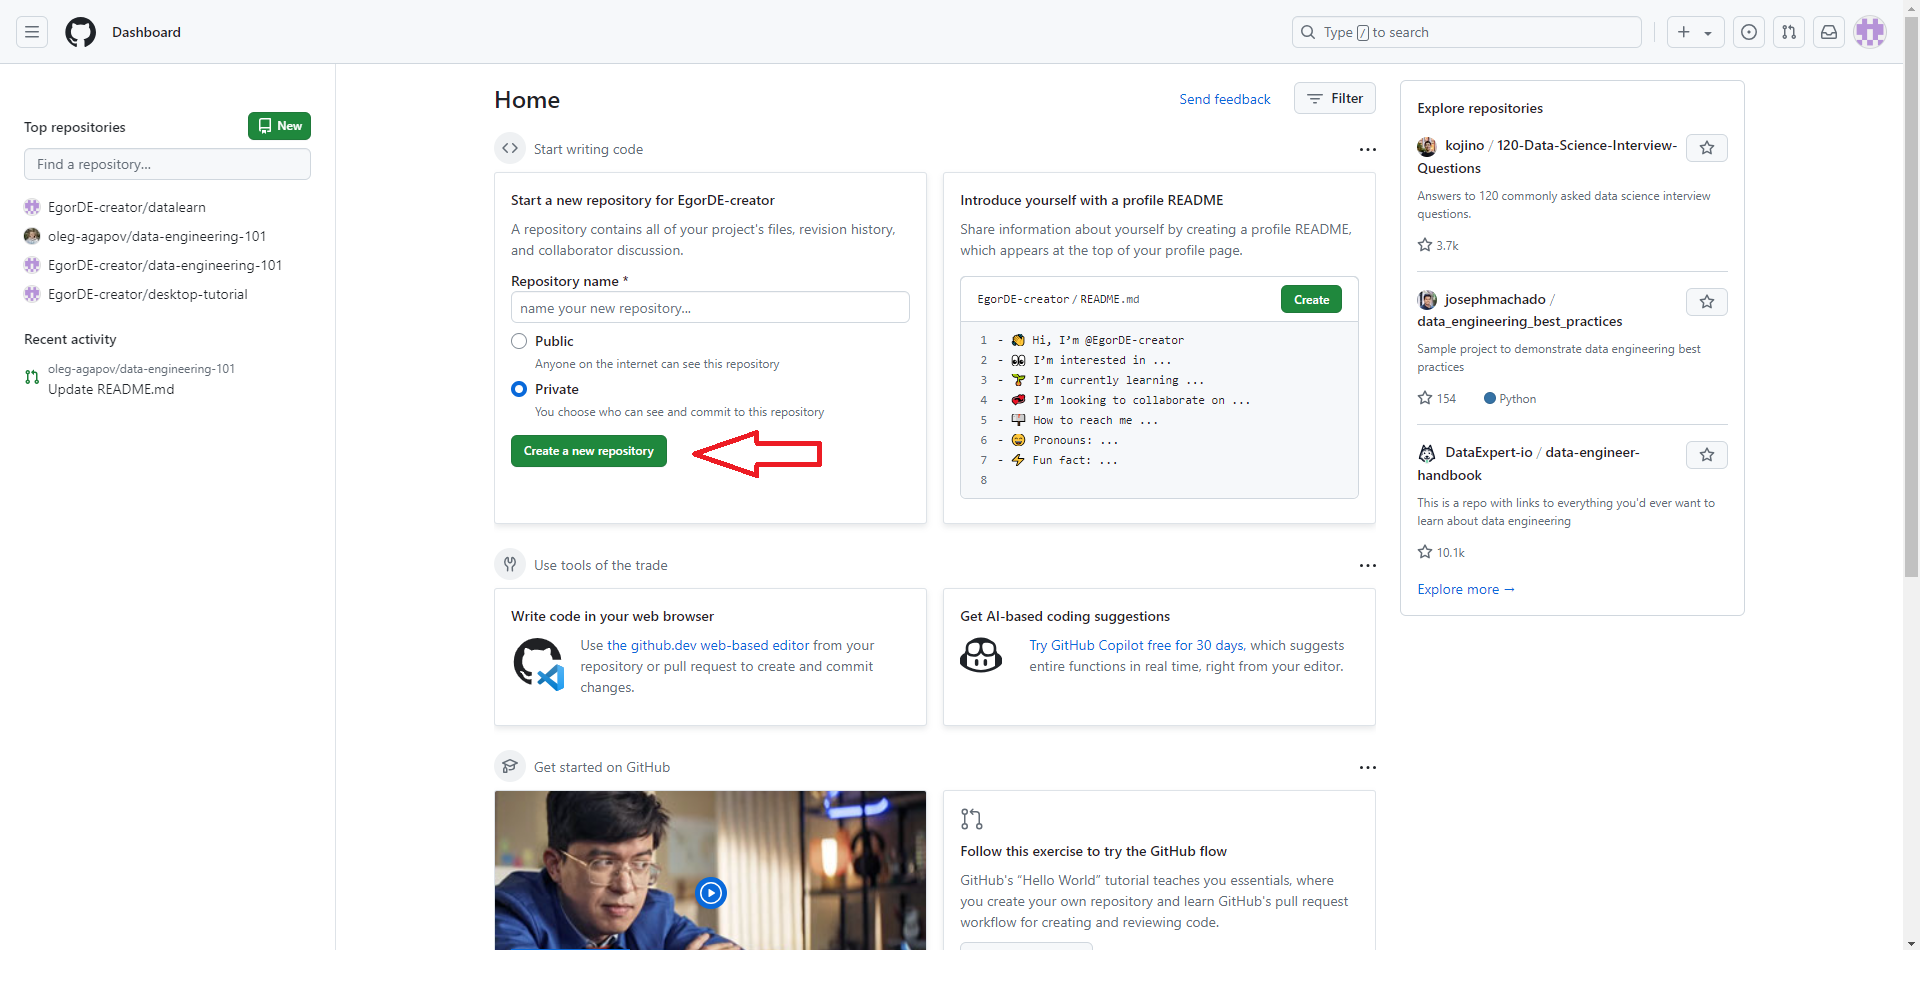 Dashboard
Type / to search
Top repositories
New
Find a repository...
EgorDE-creator/datalearn
oleg-agapov/data-engineering-101
EgorDE-creator/data-engineering-101
EgorDE-creator/desktop-tutorial
Recent activity
oleg-agapov/data-engineering-101
Update README.md
Home
Send feedback
Filter
Start writing code
Start a new repository for EgorDE-creator
A repository contains all of your project's files, revision history,
and collaborator discussion.
Repository name *
name your new repository...
Public
Anyone on the internet can see this repository
Private
You choose who can see and commit to this repository
Create a new repository
Introduce yourself with a profile README
Share information about yourself by creating a profile README,
which appears at the top of your profile page.
EgorDE-creator / README.md
Create
1 - 👋 Hi, I’m @EgorDE-creator
2 - 👀 I’m interested in ...
3 - 🌱 I’m currently learning ...
4 - 💞️ I’m looking to collaborate on ...
5 - 📫 How to reach me ...
6 - 😄 Pronouns: ...
7 - ⚡ Fun fact: ...
8
Use tools of the trade
Write code in your web browser
Use the github.dev web-based editor from your
repository or pull request to create and commit
changes.
Get AI-based coding suggestions
Try GitHub Copilot free for 30 days, which suggests
entire functions in real time, right from your editor.
Get started on GitHub
Follow this exercise to try the GitHub flow
GitHub's “Hello World” tutorial teaches you essentials, where
you create your own repository and learn GitHub's pull request
workflow for creating and reviewing code.
Explore repositories
kojino / 120-Data-Science-Interview-
Questions
Answers to 120 commonly asked data science interview
questions.
3.7k
josephmachado /
data_engineering_best_practices
Sample project to demonstrate data engineering best
practices
154
Python
DataExpert-io / data-engineer-
handbook
This is a repo with links to everything you'd ever want to
learn about data engineering
10.1k
Explore more →